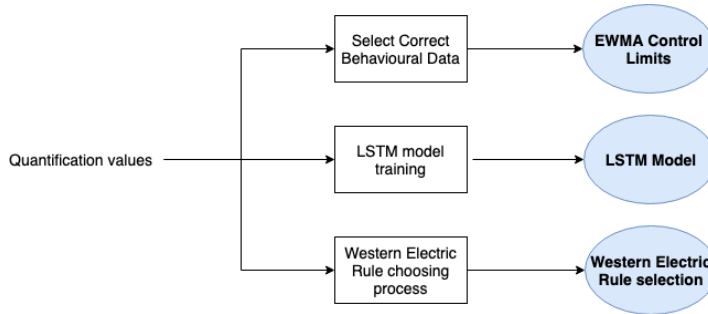 Select Correct
Behavioural Data
EWMA Control
Limits
Quantification values
LSTM model
training
LSTM Model
Western Electric
Rule choosing
process
Western Electric
Rule selection